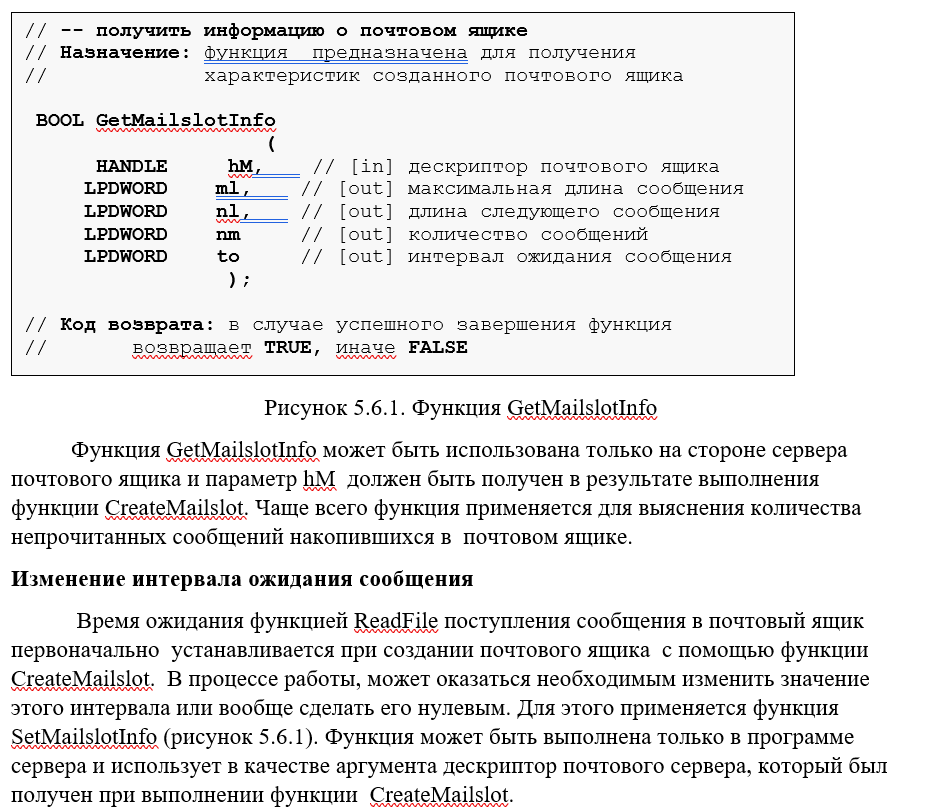 // -- получить информацию о почтовом ящике
// Назначение: функция  предназначена для получения
//             характеристик созданного почтового ящика
BOOL GetMailslotInfo
(
HANDLE     hM,    // [in] дескриптор почтового ящика
LPDWORD    ml,    // [out] максимальная длина сообщения
LPDWORD    nl,    // [out] длина следующего сообщения
LPDWORD    nm     // [out] количество сообщений
LPDWORD    to     // [out] интервал ожидания сообщения
);
// Код возврата: в случае успешного завершения функция
//       возвращает TRUE, иначе FALSE
Рисунок 5.6.1. Функция GetMailslotInfo
Функция GetMailslotInfo может быть использована только на стороне сервера
почтового ящика и параметр hM  должен быть получен в результате выполнения
функции CreateMailslot. Чаще всего функция применяется для выяснения количества
непрочитанных сообщений накопившихся в  почтовом ящике.
Изменение интервала ожидания сообщения
Время ожидания функцией ReadFile поступления сообщения в почтовый ящик
первоначально  устанавливается при создании почтового ящика  с помощью функции
CreateMailslot.  В процессе работы, может оказаться необходимым изменить значение
этого интервала или вообще сделать его нулевым. Для этого применяется функция
SetMailslotInfo (рисунок 5.6.1). Функция может быть выполнена только в программе
сервера и использует в качестве аргумента дескриптор почтового сервера, который был
получен при выполнении функции  CreateMailslot.